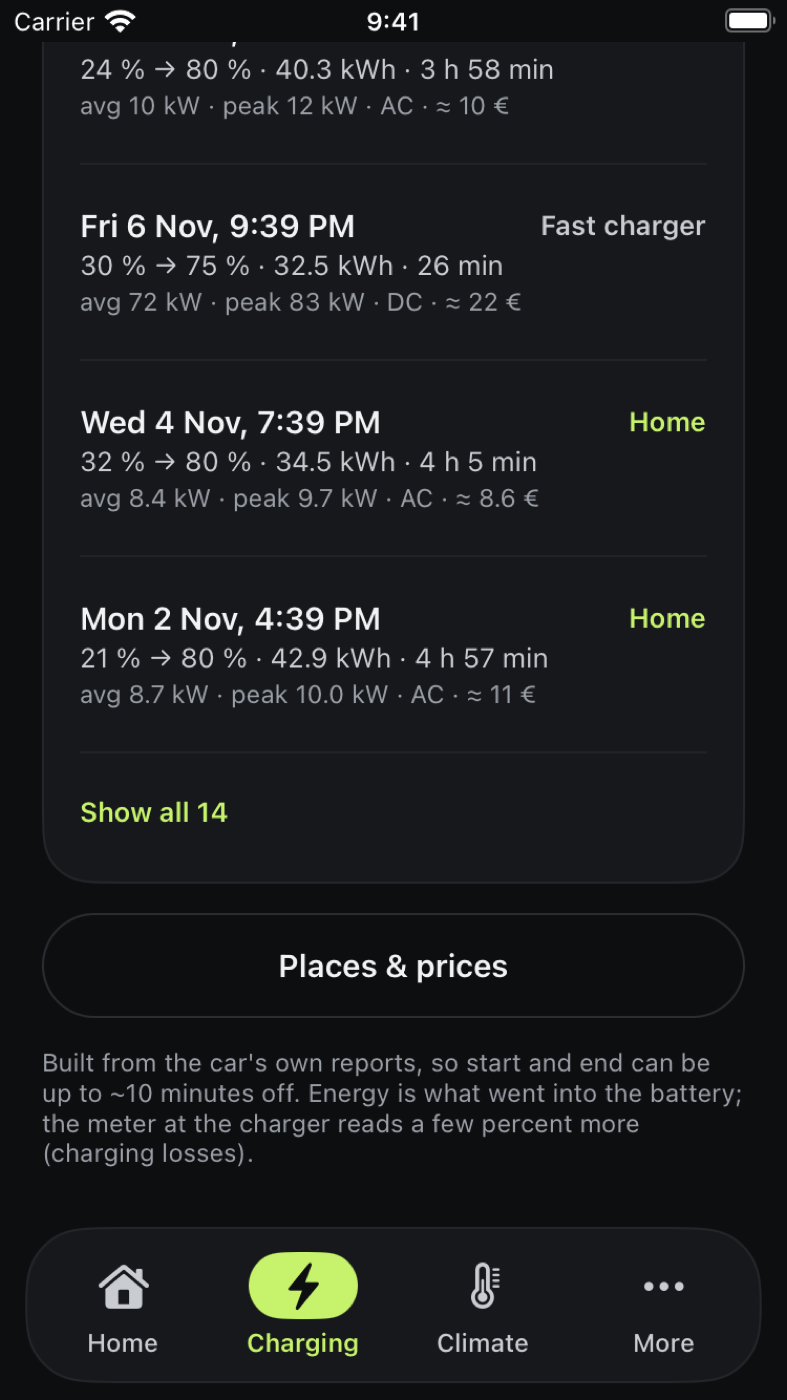 Carrier 9:41
24 % → 80 % · 40.3 kWh · 3 h 58 min
avg 10 kW · peak 12 kW · AC · ≈ 10 €
Fri 6 Nov, 9:39 PM Fast charger
30 % → 75 % · 32.5 kWh · 26 min
avg 72 kW · peak 83 kW · DC · ≈ 22 €
Wed 4 Nov, 7:39 PM Home
32 % → 80 % · 34.5 kWh · 4 h 5 min
avg 8.4 kW · peak 9.7 kW · AC · ≈ 8.6 €
Mon 2 Nov, 4:39 PM Home
21 % → 80 % · 42.9 kWh · 4 h 57 min
avg 8.7 kW · peak 10.0 kW · AC · ≈ 11 €
Show all 14
Places & prices
Built from the car's own reports, so start and end can be
up to ~10 minutes off. Energy is what went into the battery;
the meter at the charger reads a few percent more
(charging losses).
Home Charging Climate More